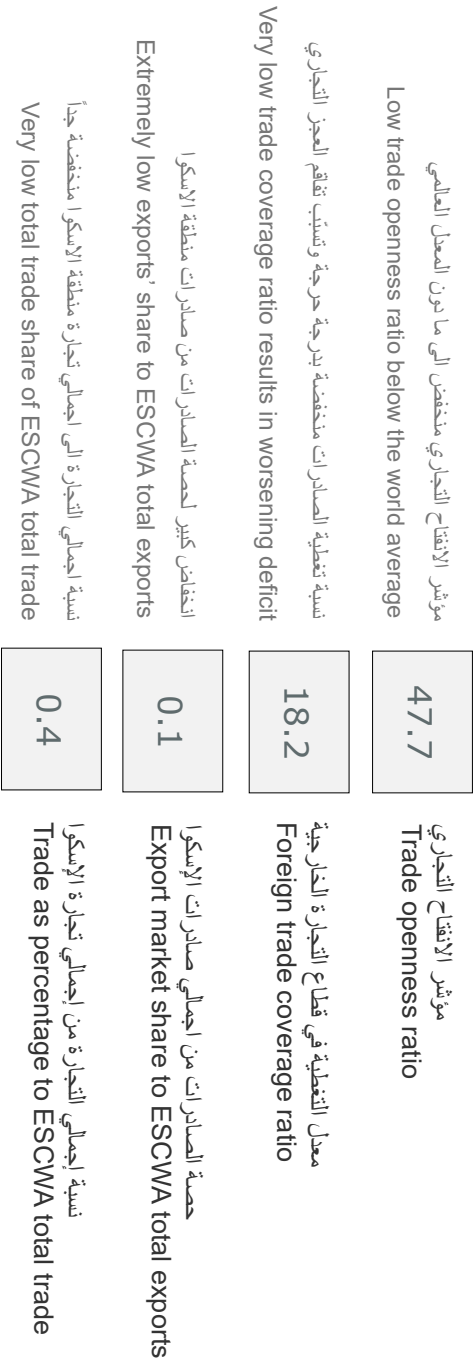 مؤشر الانفتاح التجاري
Trade openness ratio
47.7
مؤشر الانفتاح التجاري منخفض الى ما دون المعدل العالمي
Low trade openness ratio below the world average
معدل التغطية في قطاع التجارة الخارجية
Foreign trade coverage ratio
18.2
نسبة تغطية الصادرات منخفضة بدرجة حرجة وتسبّب تفاقم العجز التجاري
Very low trade coverage ratio results in worsening deficit
حصة الصادرات من اجمالي صادرات الإسكوا
Export market share to ESCWA total exports
0.1
انخفاض كبير لحصة الصادرات من صادرات منطقة الاسكوا
Extremely low exports' share to ESCWA total exports
نسبة إجمالي التجارة من إجمالي تجارة الإسكوا
Trade as percentage to ESCWA total trade
0.4
نسبة اجمالي التجارة الى اجمالي تجارة منطقة الاسكوا منخفضة جداً
Very low total trade share of ESCWA total trade